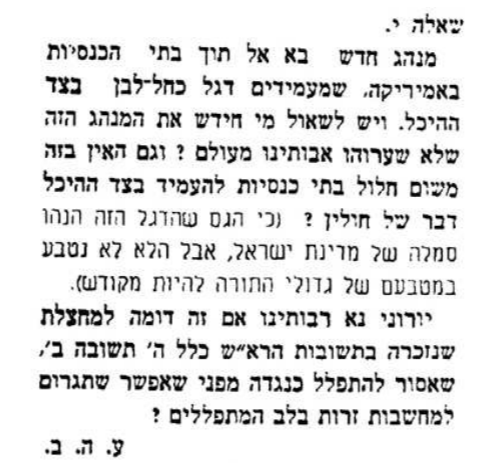 שאלה י.
מנהג חדש בא אל תוך בתי הכנסיות
באמיריקה, שמעמידים דגל כחל־לבן בצד
ההיכל. ויש לשאול מי חידש את המנהג הזה
שלא שערוהו אבותינו מעולם ? וגם האין בזה
משום חלול בתי כנסיות להעמיד בצד ההיכל
דבר של חולין ? (כי הגם שהדגל הזה הנהו
סמלה של מדינת ישראל, אבל הלא לא נטבע
במטבעם של גדולי התורה להיות מקודש).
יורוני נא רבותינו אם זה דומה למחצלת
שנזכרה בתשובות הרא״ש כלל ה׳ תשובה ב׳,
שאסור להתפלל כנגדה מפני שאפשר שתגרום
למחשבות זרות בלב המתפללים ?
ע. ה. ב.